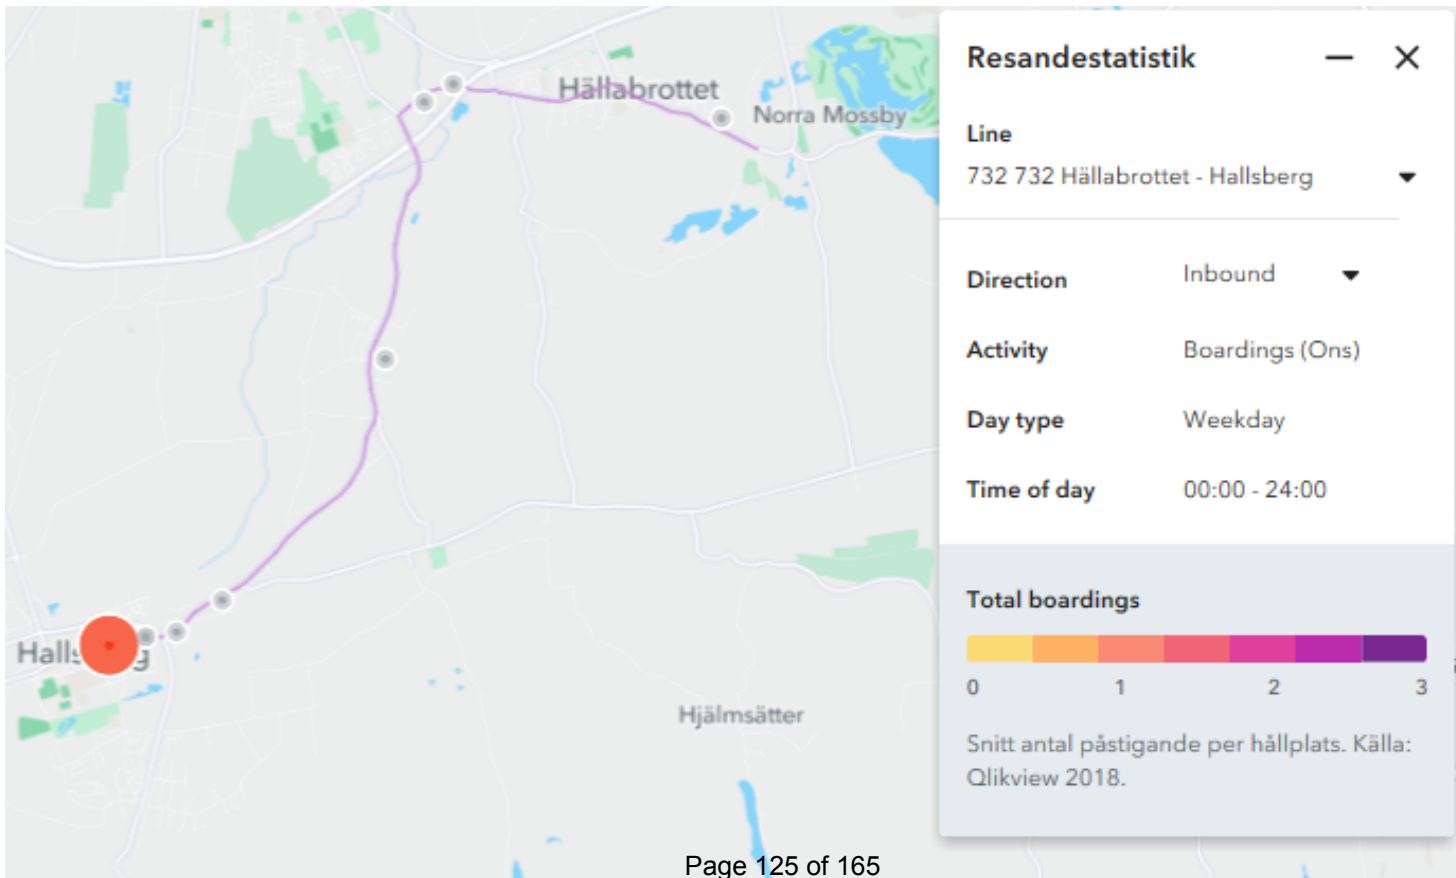 Resandestatistik
Line
732 732 Hällabrottet - Hallsberg
Direction Inbound
Activity Boardings (Ons)
Day type Weekday
Time of day 00:00 - 24:00
Total boardings
0 1 2 3
Snitt antal påstigande per hållplats. Källa:
Qlikview 2018.
Hällabrottet
Norra Mossby
Hjälmsätter
Page 125 of 165